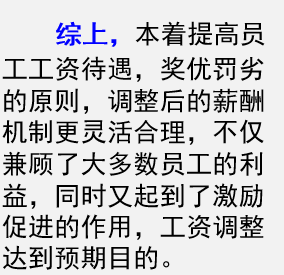 综上，本着提高员
工工资待遇，奖优罚劣
的原则，调整后的薪酬
机制更灵活合理，不仅
兼顾了大多数员工的利
益，同时又起到了激励
促进的作用，工资调整
达到预期目的。